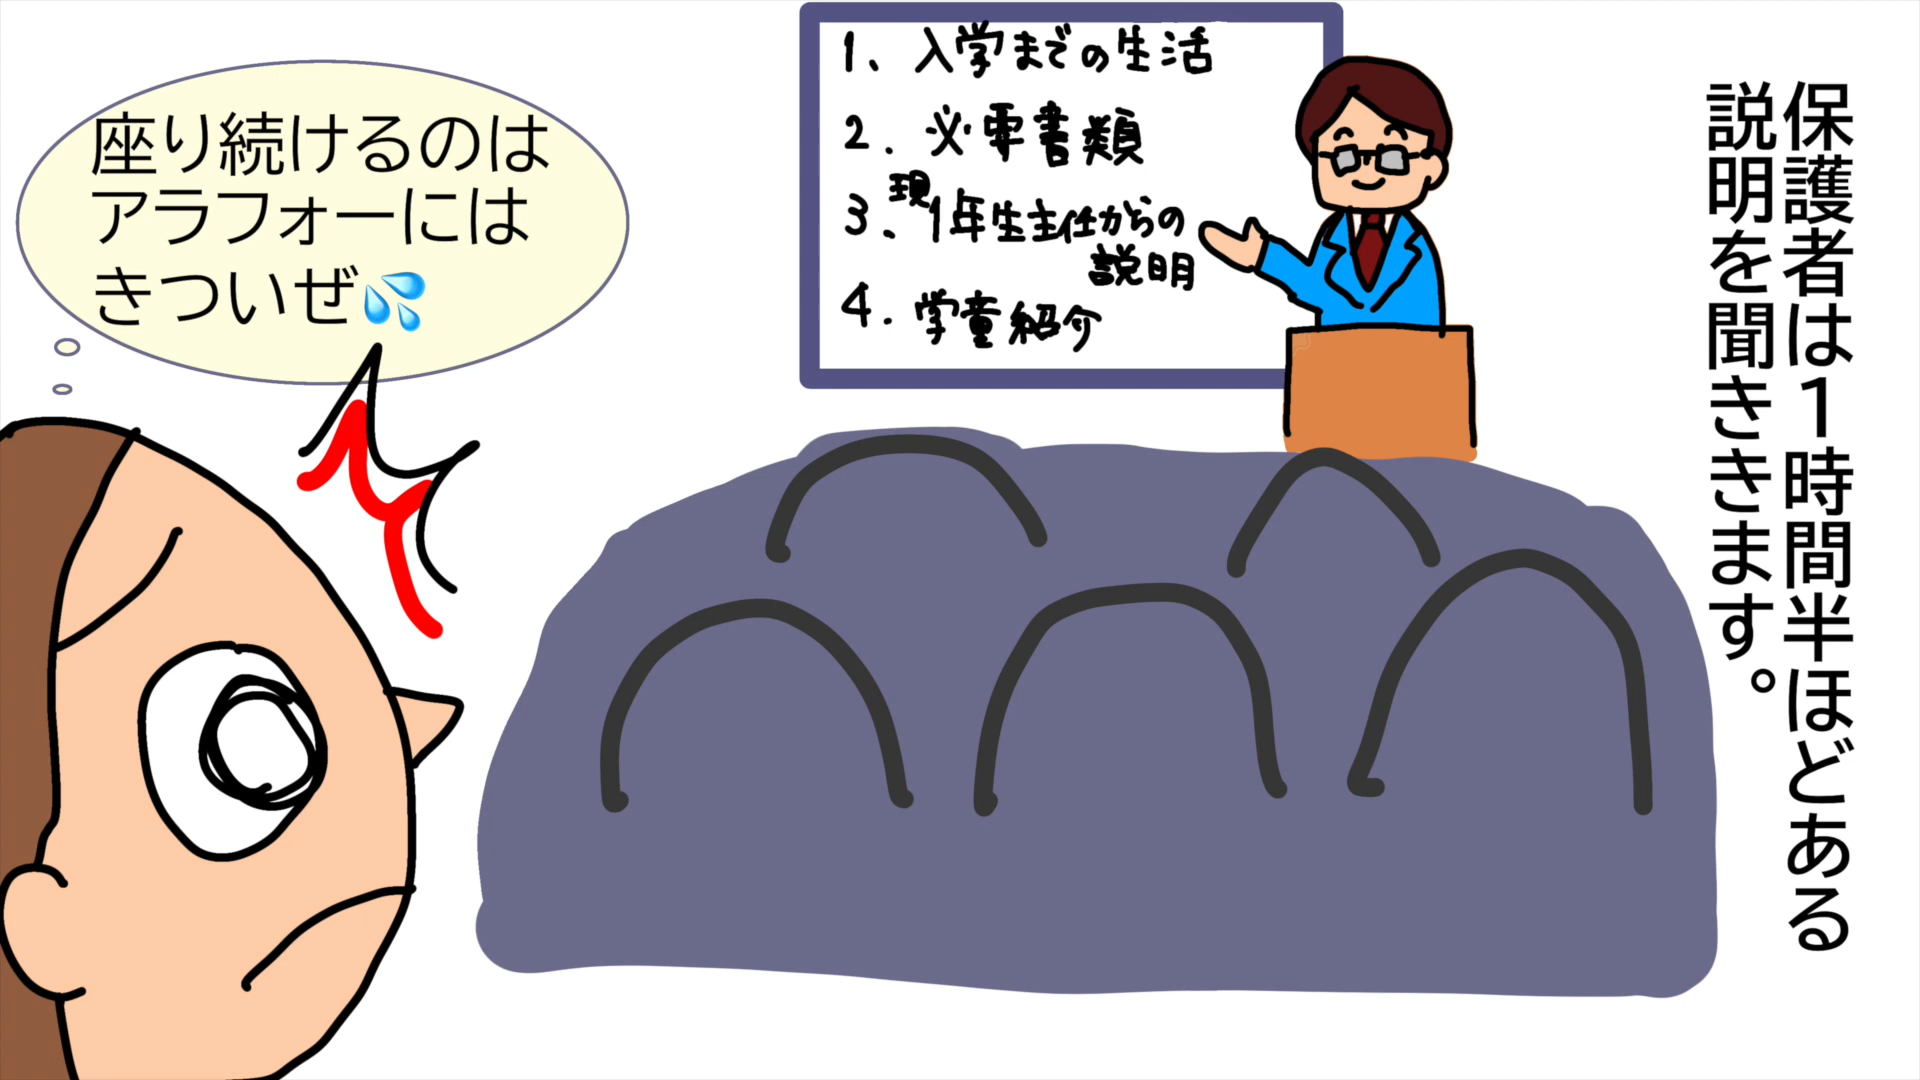 保護者は1時間半ほどある
説明を聞ききます。
1、入学までの生活
2. 必要書類
3、現1年生主任からの
説明
4. 学童紹介
座り続けるのは
アラフォーには
きついぜ💦